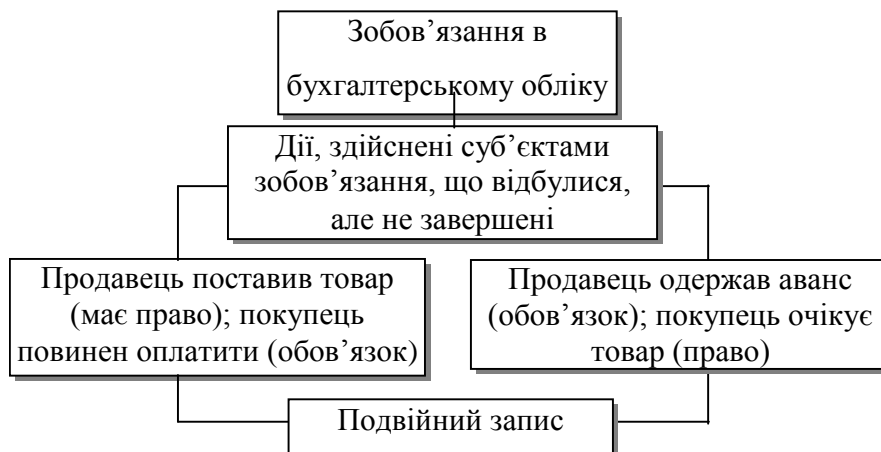 Зобов’язання в
бухгалтерському обліку
Дії, здійснені суб’єктами
зобов’язання, що відбулися,
але не завершені
Продавець поставив товар
(має право); покупець
повинен оплатити (обов’язок)
Продавець одержав аванс
(обов’язок); покупець очікує
товар (право)
Подвійний запис